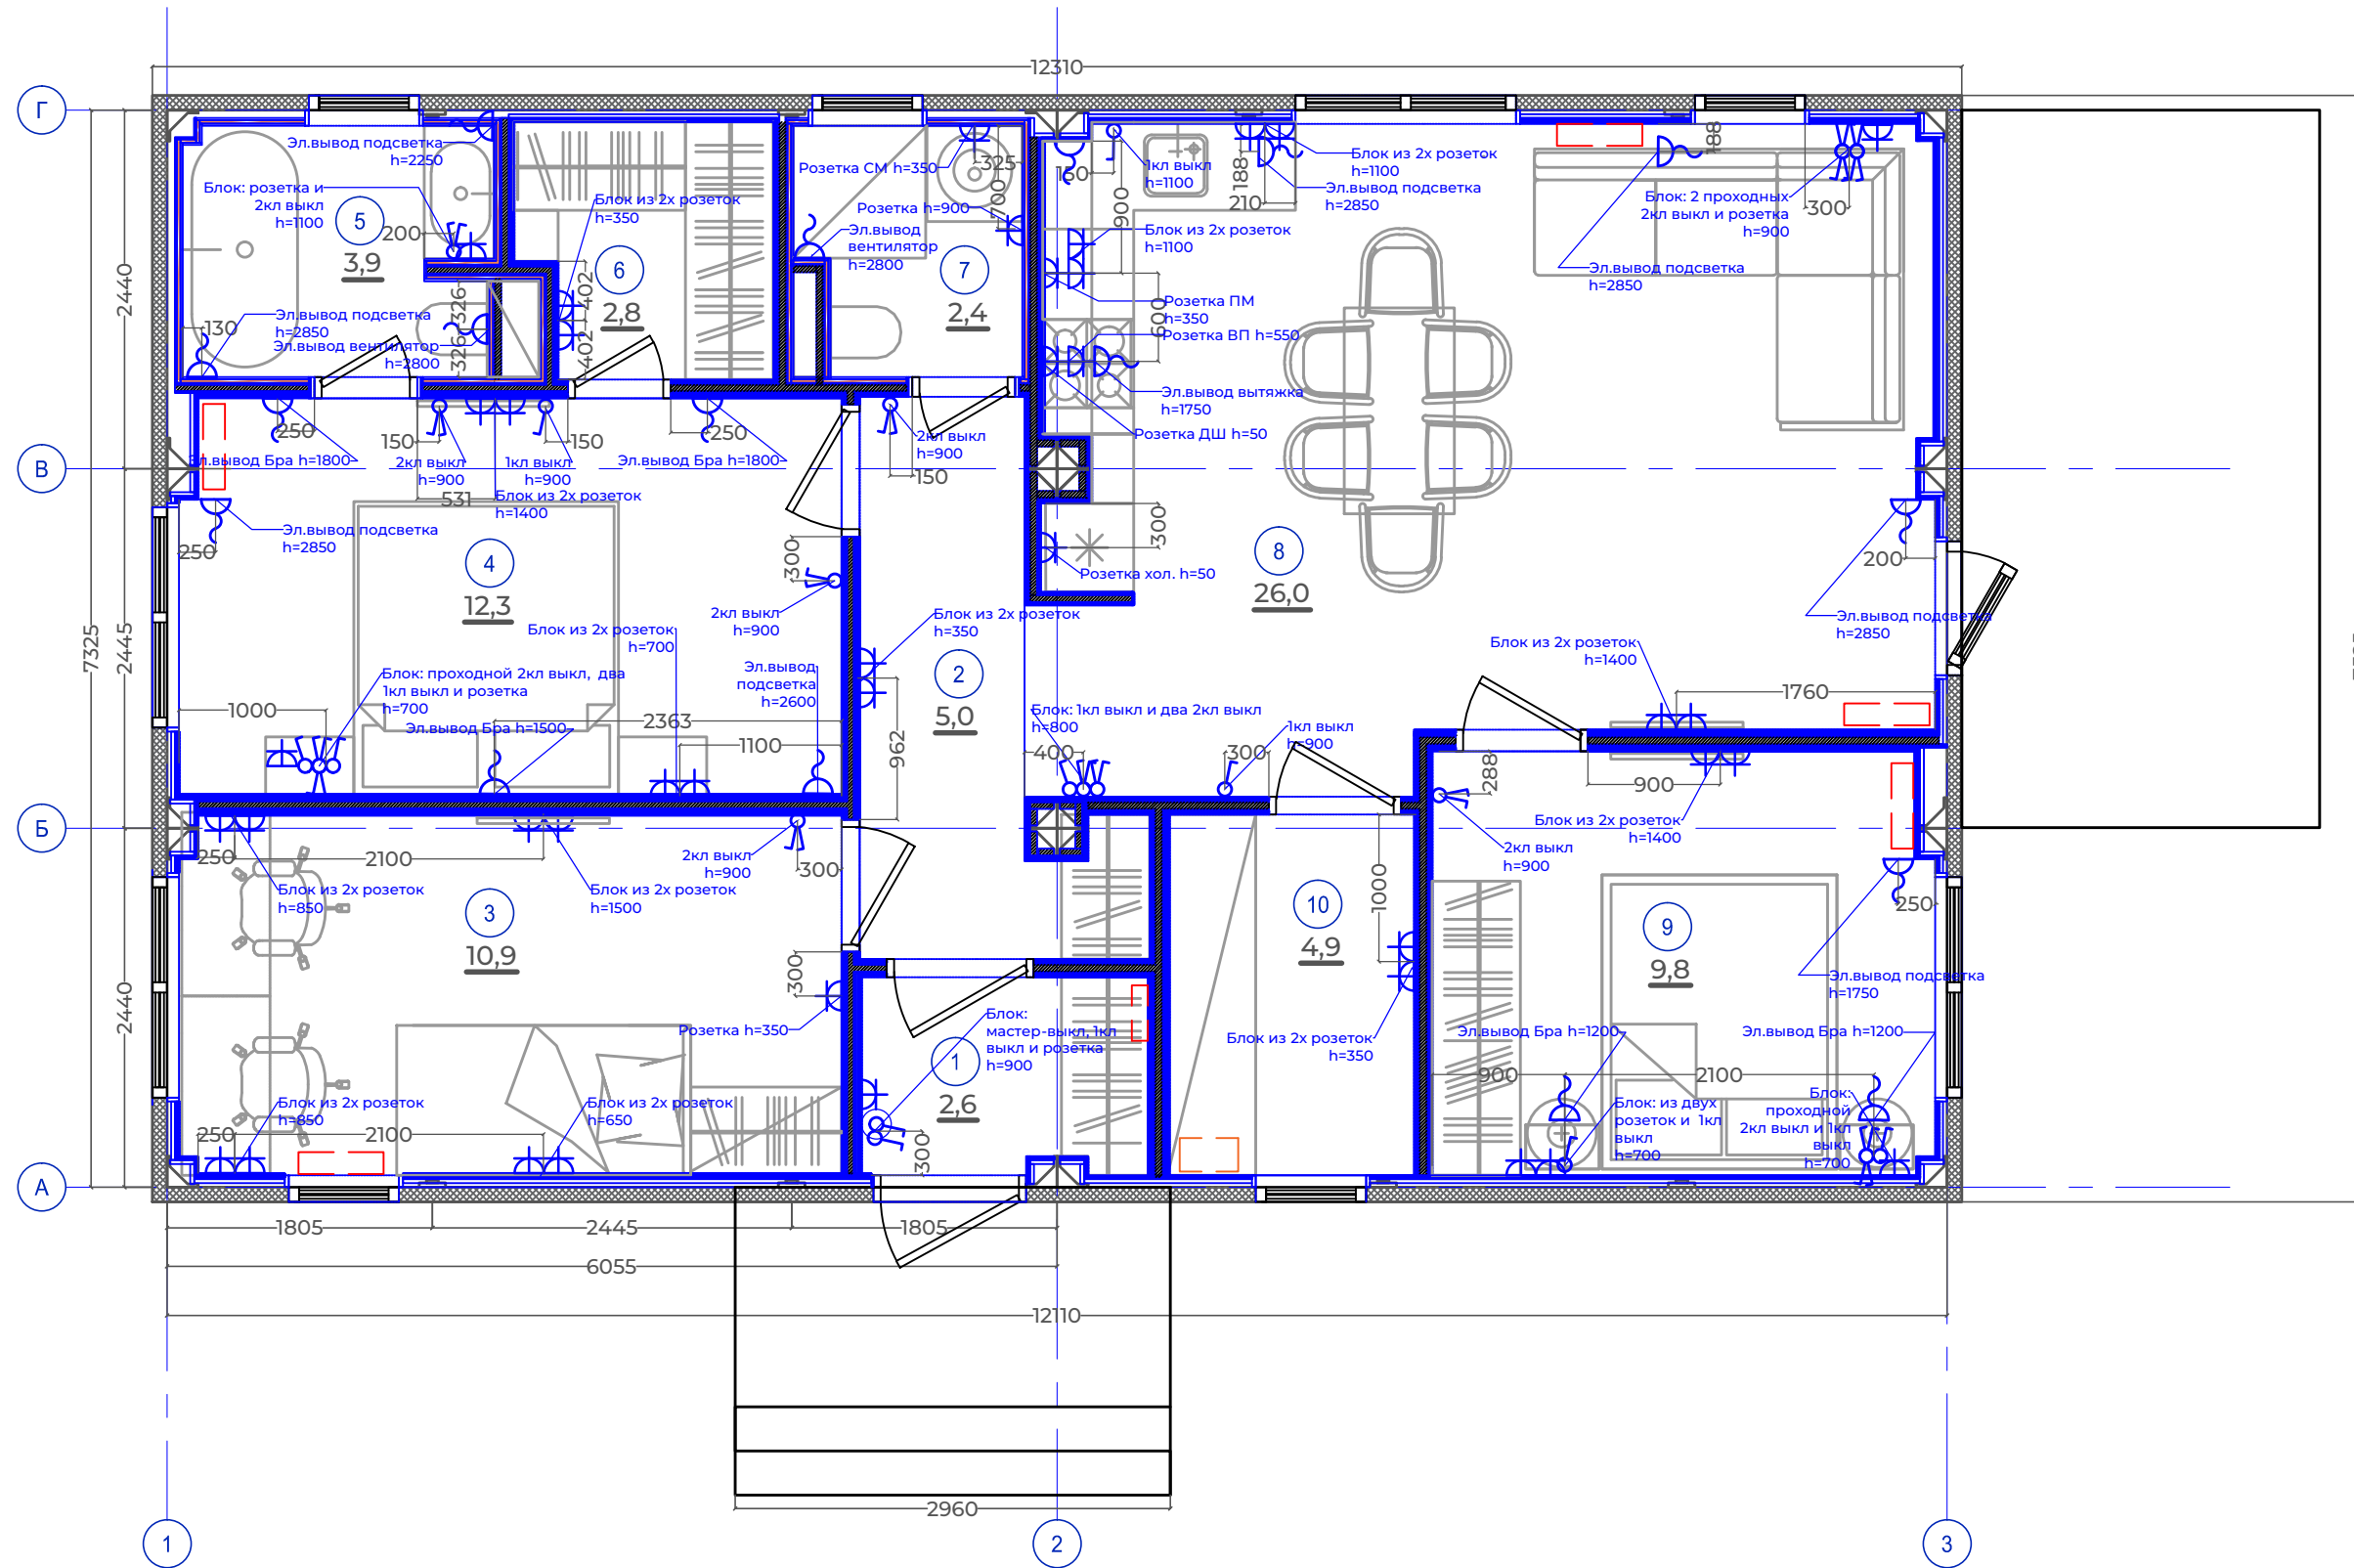 12310
Г
Эл.вывод подсветка
h=2250
Блок: розетка и
2кл выкл
h=1100
5
3,9
200
130
Эл.вывод подсветка
h=2850
Эл.вывод вентилятор
h=2800
326
326
Блок из 2х розеток
h=350
6
2,8
402
402
Розетка СМ h=350
325
700
Розетка h=900
Эл.вывод
вентилятор
h=2800
7
2,4
1кл выкл
h=1100
900
188
210
Блок из 2х розеток
h=1100
Эл.вывод подсветка
h=2850
Блок из 2х розеток
h=1100
Розетка ПМ
h=350
600
Розетка ВП h=550
Эл.вывод вытяжка
h=1750
Розетка ДШ h=50
188
Блок: 2 проходных
2кл выкл и розетка
h=900
300
Эл.вывод подсветка
h=2850
2440
В
250
Эл.вывод Бра h=1800
150
2кл выкл
h=900
531
1кл выкл
h=900
150
Блок из 2х розеток
h=1400
Эл.вывод Бра h=1800
250
2кл выкл
h=900
150
Эл.вывод подсветка
h=2850
250
4
12,3
300
2кл выкл
h=900
300
Розетка хол. h=50
8
26,0
200
Эл.вывод подсветка
h=2850
7325
2445
Блок из 2х розеток
h=700
Блок: проходной 2кл выкл, два
1кл выкл и розетка
h=700
1000
Эл.вывод Бра h=1500
2363
1100
Эл.вывод
подсветка
h=2600
Блок из 2х розеток
h=350
2
5,0
962
Блок: 1кл выкл и два 2кл выкл
h=800
400
300
1кл выкл
h=900
Блок из 2х розеток
h=1400
1760
288
900
Б
250
2100
Блок из 2х розеток
h=850
Блок из 2х розеток
h=1500
2кл выкл
h=900
300
3
10,9
300
Розетка h=350
Блок из 2х розеток
h=1400
2кл выкл
h=900
10
4,9
1000
Блок из 2х розеток
h=350
9
9,8
250
Эл.вывод подсветка
h=1750
Эл.вывод Бра h=1200
Эл.вывод Бра h=1200
900
2100
2440
Блок:
мастер-выкл, 1кл
выкл и розетка
h=900
1
2,6
300
Блок из 2х розеток
h=850
250
2100
Блок из 2х розеток
h=650
Блок: из двух
розеток и 1кл
выкл
h=700
Блок:
проходной
2кл выкл и 1кл
выкл
h=700
А
1805
2445
1805
6055
12110
2960
1
2
3